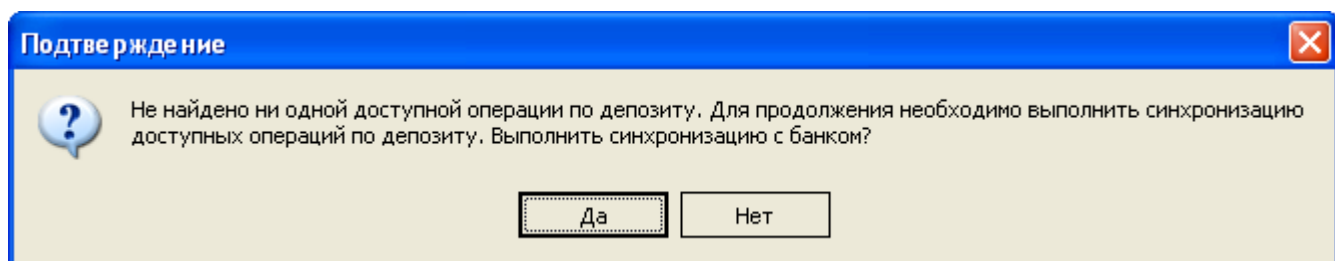 Подтверждение
Не найдено ни одной доступной операции по депозиту. Для продолжения необходимо выполнить синхронизацию
доступных операций по депозиту. Выполнить синхронизацию с банком?
Да Нет